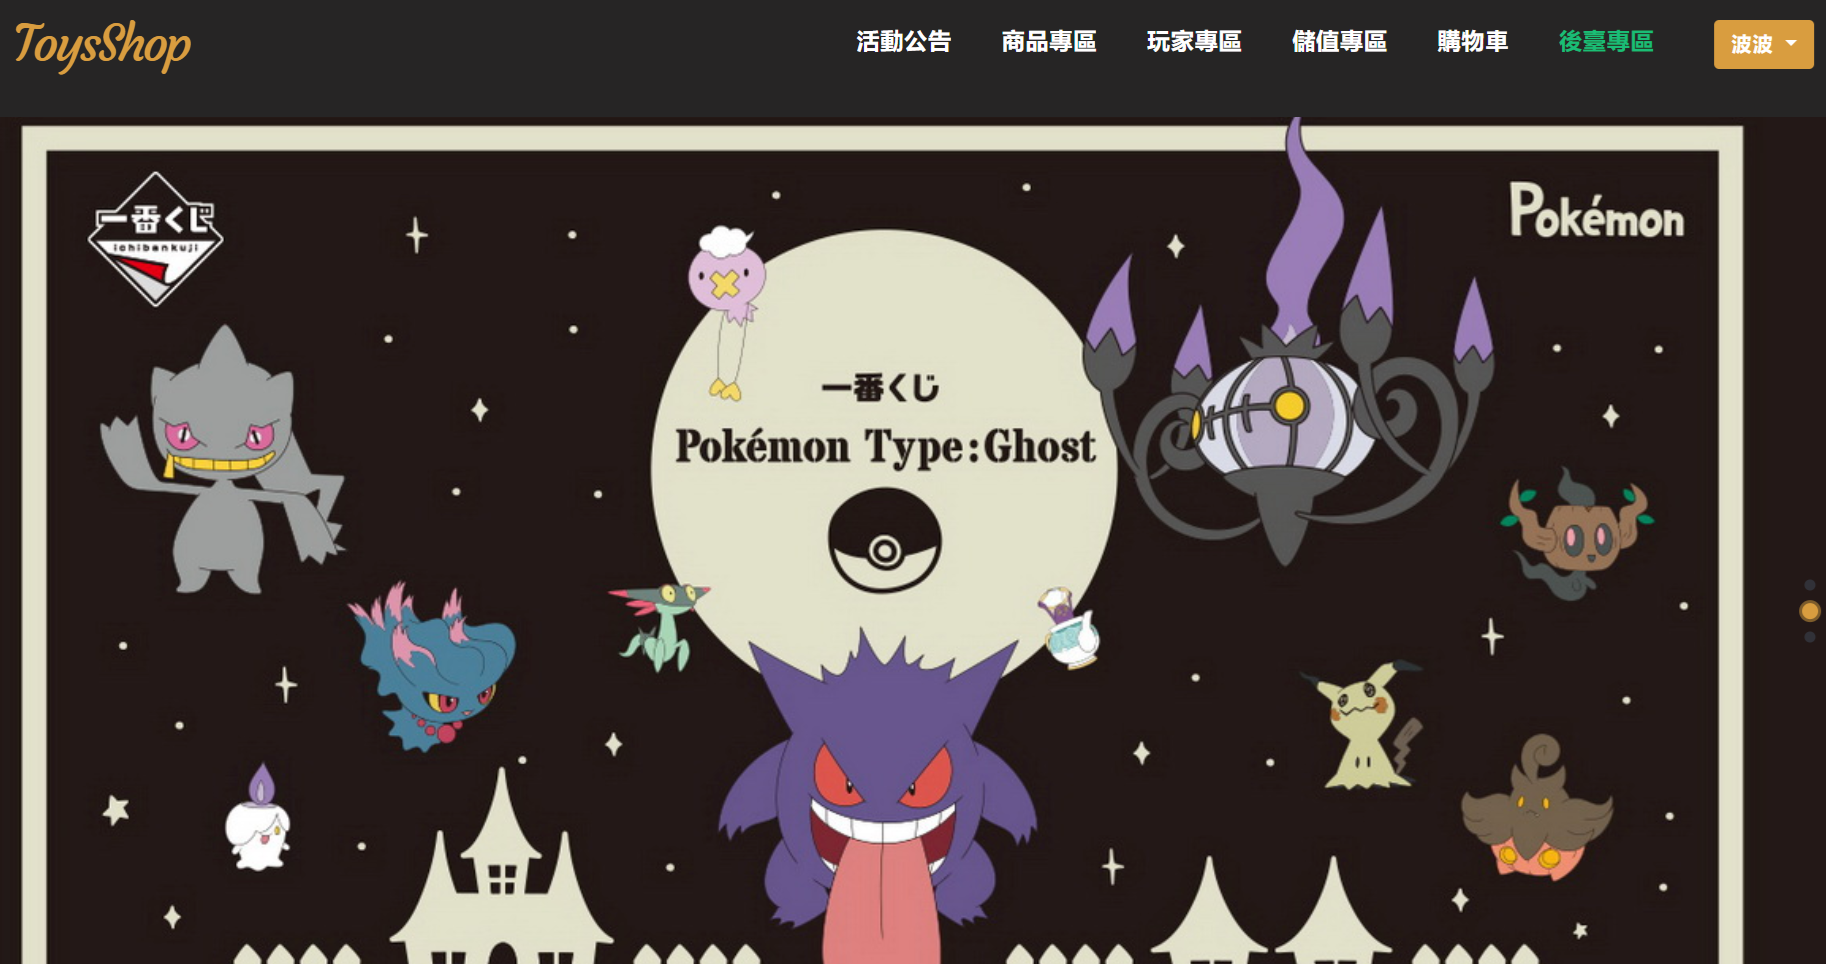 ToysShop
活動公告
商品專區
玩家專區
儲值專區
購物車
後臺專區
波波
一番くじ
ichibankuji
Pokémon
一番くじ
Pokémon Type:Ghost